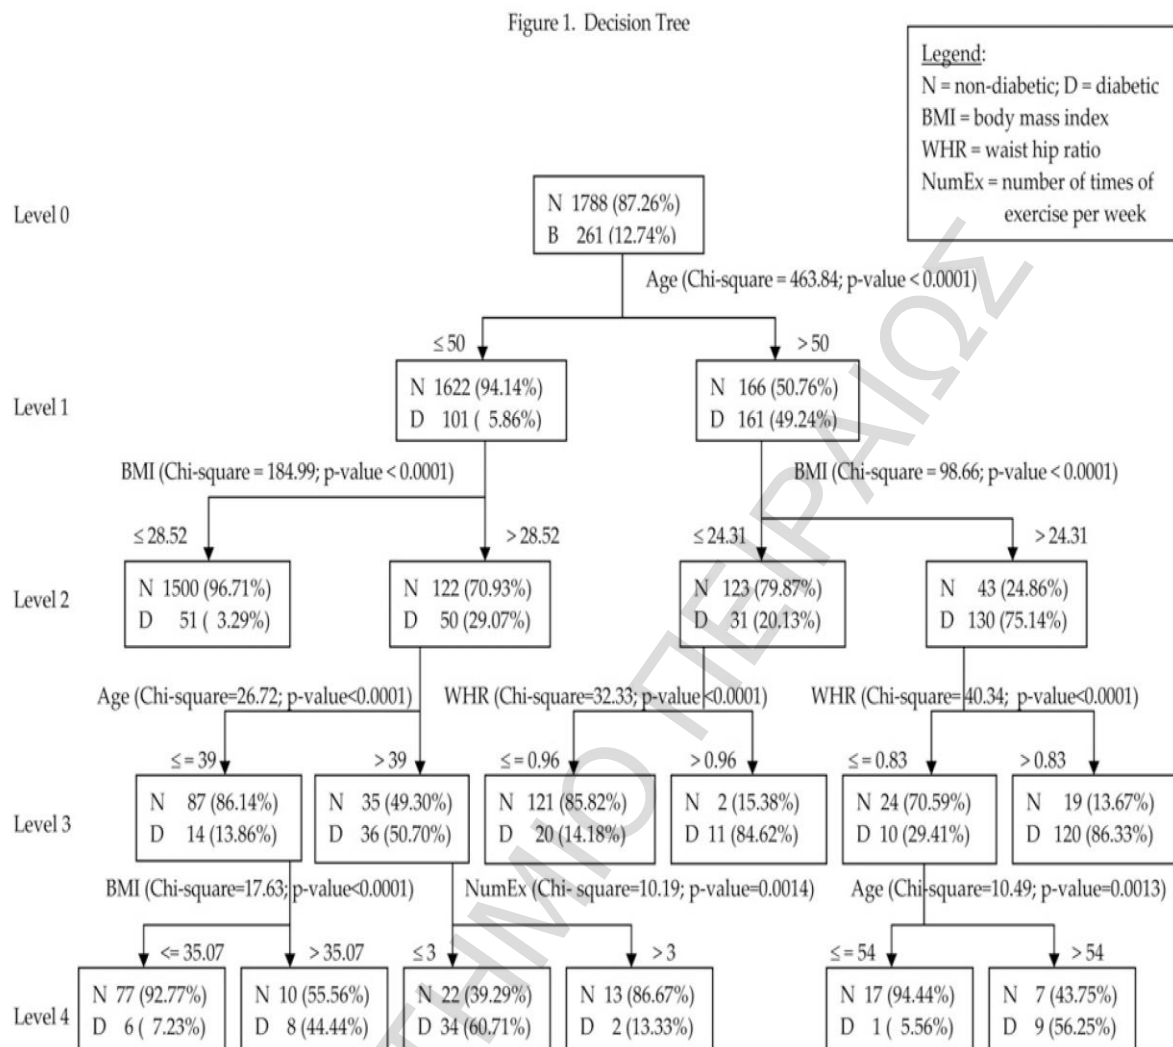 Figure 1. Decision Tree
Legend:
N = non-diabetic; D = diabetic
BMI = body mass index
WHR = waist hip ratio
NumEx = number of times of
exercise per week
Level 0
N 1788 (87.26%)
B 261 (12.74%)
Age (Chi-square = 463.84; p-value < 0.0001)
≤ 50 > 50
Level 1
N 1622 (94.14%) N 166 (50.76%)
D 101 ( 5.86%) D 161 (49.24%)
BMI (Chi-square = 184.99; p-value < 0.0001) BMI (Chi-square = 98.66; p-value < 0.0001)
≤ 28.52 > 28.52 ≤ 24.31 > 24.31
Level 2
N 1500 (96.71%) N 122 (70.93%) N 123 (79.87%) N 43 (24.86%)
D 51 ( 3.29%) D 50 (29.07%) D 31 (20.13%) D 130 (75.14%)
Age (Chi-square=26.72; p-value<0.0001) WHR (Chi-square=32.33; p-value <0.0001) WHR (Chi-square= 40.34; p-value<0.0001)
≤ = 39 > 39 ≤ = 0.96 > 0.96 ≤ = 0.83 > 0.83
Level 3
N 87 (86.14%) N 35 (49.30%) N 121 (85.82%) N 2 (15.38%) N 24 (70.59%) N 19 (13.67%)
D 14 (13.86%) D 36 (50.70%) D 20 (14.18%) D 11 (84.62%) D 10 (29.41%) D 120 (86.33%)
BMI (Chi-square=17.63; p-value<0.0001) NumEx (Chi- square=10.19; p-value=0.0014) Age (Chi-square=10.49; p-value=0.0013)
<= 35.07 > 35.07 ≤ 3 > 3 ≤ = 54 > 54
Level 4
N 77 (92.77%) N 10 (55.56%) N 22 (39.29%) N 13 (86.67%) N 17 (94.44%) N 7 (43.75%)
D 6 ( 7.23%) D 8 (44.44%) D 34 (60.71%) D 2 (13.33%) D 1 ( 5.56%) D 9 (56.25%)
ΤΗΜΙΟ ΠΕΙΡΑΙΩΣ